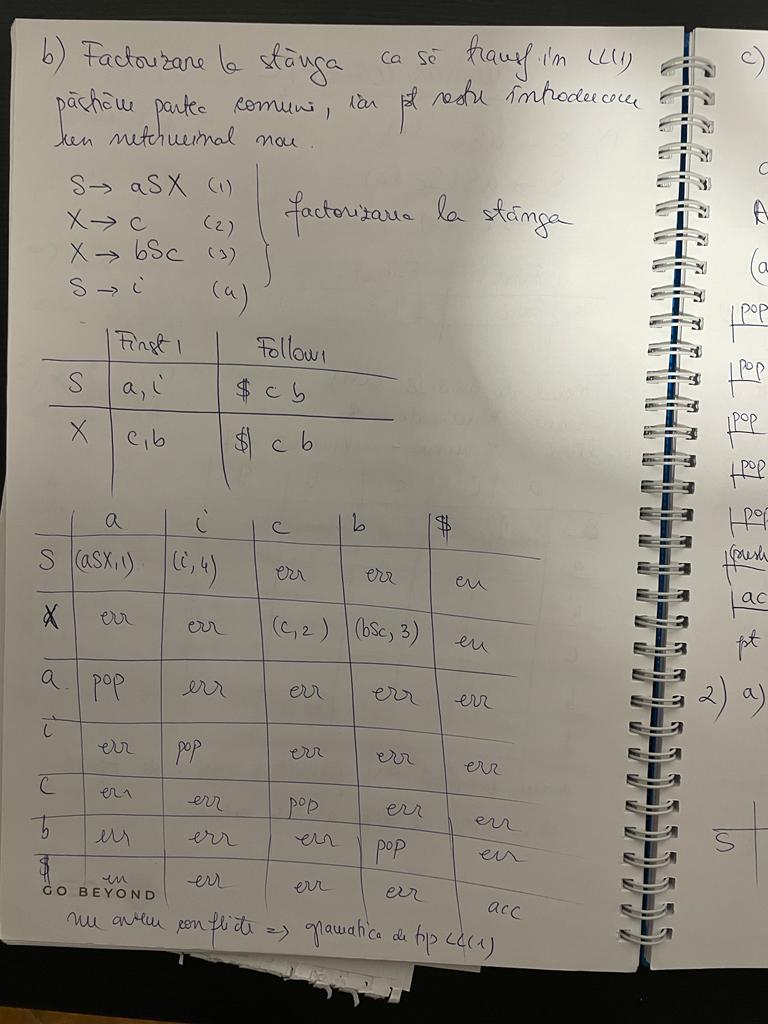 b) Factorizare la stânga ca să transf. în LL(1)
păstrăm partea comună, iar pt restu introducem
un neterminal nou.
S → aSX (1)
X → c (2)
X → bSc (3)
S → i (4)
factorizarea la stânga
First1 Follow1
S a, i $ c b
X c, b $ c b
a i c b $
S (aSX,1) (i,4) err err err
X err err (c,2) (bSc,3) err
a. pop err err err err
i err pop err err err
c err err pop err err
b err err err pop err
$ err err err err acc
GO BEYOND
nu avem conflicte => gramatica de tip LL(1)
c)
(a
pop
pop
pop
pop
pop
push
ac
pt
2) a)
S